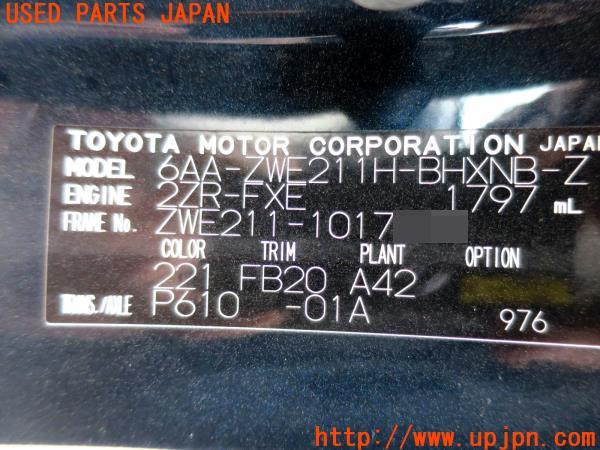 USED PARTS JAPAN
TOYOTA MOTOR CORPORATION JAPAN
MODEL 6AA-ZWE211H-BHXNB-Z
ENGINE 2ZR-FXE 1797 mL
FRAME No. ZWE211-1017
COLOR TRIM PLANT OPTION
221 FB20 A42
TRANS./AXLE P610 -01A 976
http://www.upjpn.com/